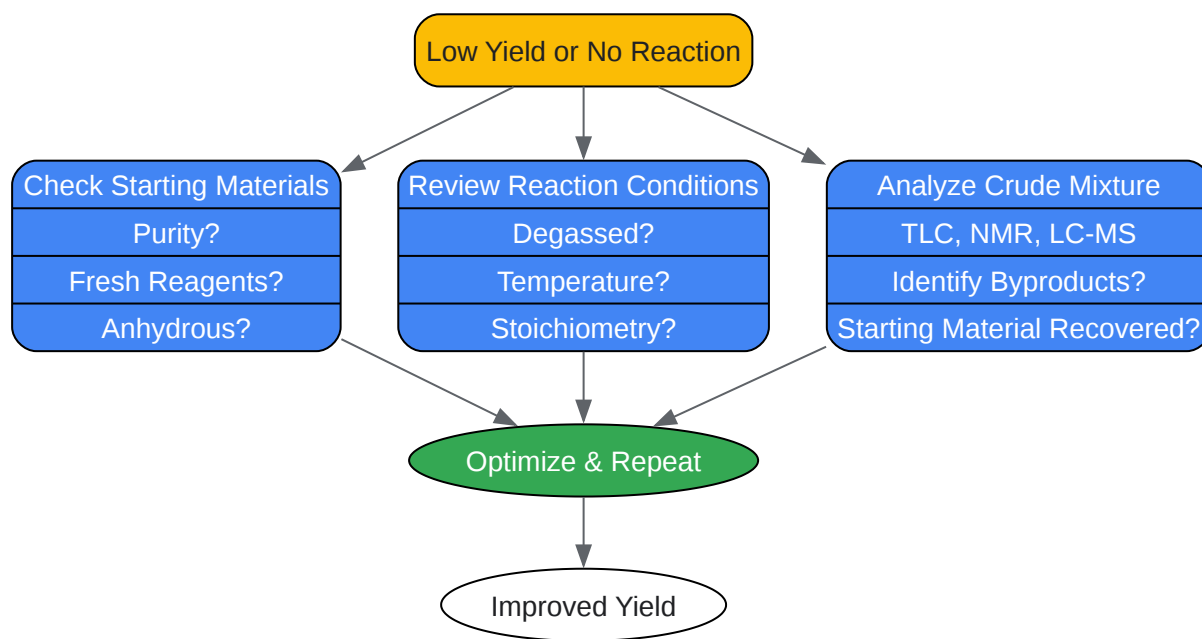 Low Yield or No Reaction
Check Starting Materials
Purity?
Fresh Reagents?
Anhydrous?
Review Reaction Conditions
Degassed?
Temperature?
Stoichiometry?
Analyze Crude Mixture
TLC, NMR, LC-MS
Identify Byproducts?
Starting Material Recovered?
Optimize & Repeat
Improved Yield